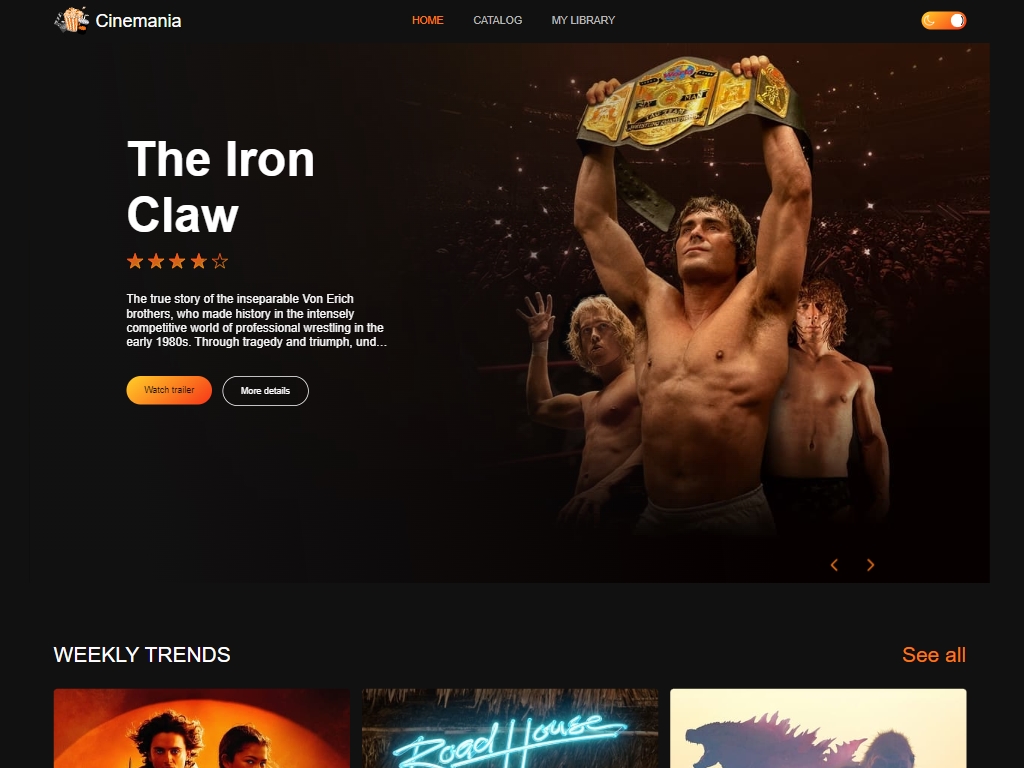 Cinemania
HOME
CATALOG
MY LIBRARY
The Iron
Claw
The true story of the inseparable Von Erich
brothers, who made history in the intensely
competitive world of professional wrestling in the
early 1980s. Through tragedy and triumph, und...
Watch trailer
More details
WEEKLY TRENDS
See all
Road House